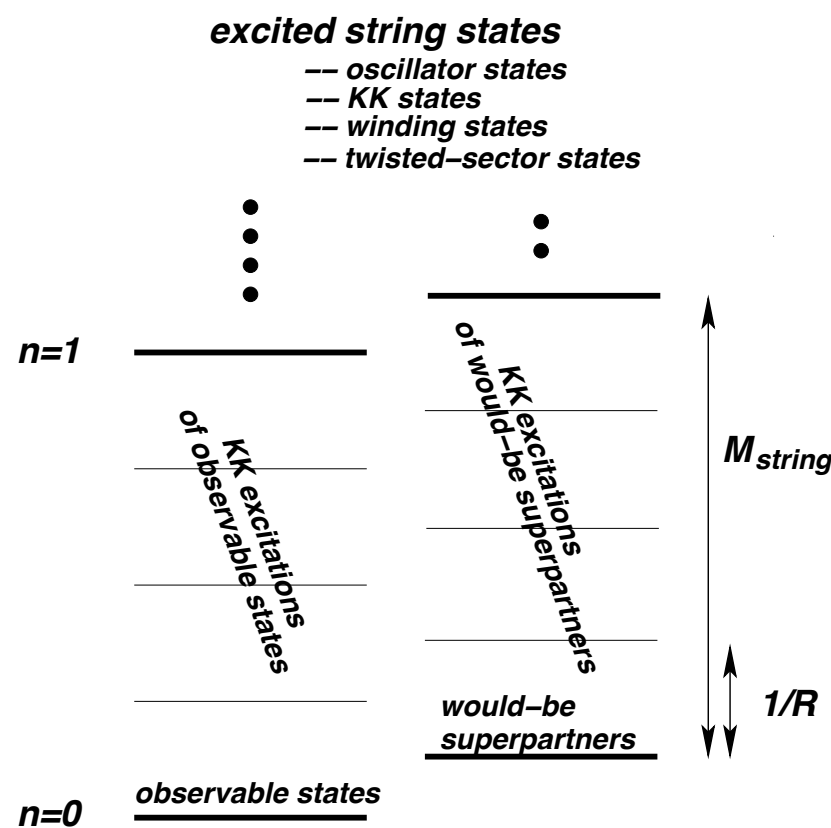 excited string states
-- oscillator states
-- KK states
-- winding states
-- twisted-sector states
n=1
KK excitations
of observable states
KK excitations
of would-be superpartners
M string
would-be
superpartners
1/R
observable states
n=0